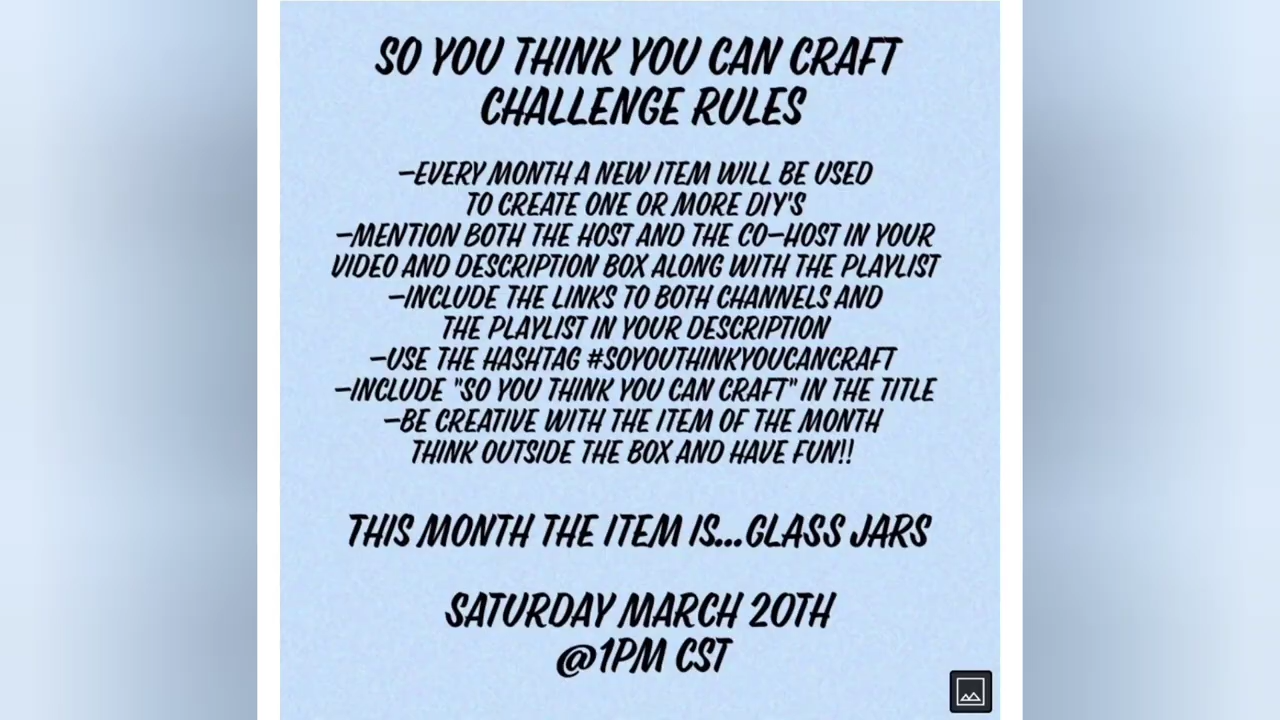 SO YOU THINK YOU CAN CRAFT
CHALLENGE RULES
-EVERY MONTH A NEW ITEM WILL BE USED
TO CREATE ONE OR MORE DIY'S
-MENTION BOTH THE HOST AND THE CO-HOST IN YOUR
VIDEO AND DESCRIPTION BOX ALONG WITH THE PLAYLIST
-INCLUDE THE LINKS TO BOTH CHANNELS AND
THE PLAYLIST IN YOUR DESCRIPTION
-USE THE HASHTAG #SOYOUTHINKYOUCANCRAFT
-INCLUDE "SO YOU THINK YOU CAN CRAFT" IN THE TITLE
-BE CREATIVE WITH THE ITEM OF THE MONTH
THINK OUTSIDE THE BOX AND HAVE FUN!!
THIS MONTH THE ITEM IS...GLASS JARS
SATURDAY MARCH 20TH
@1PM CST